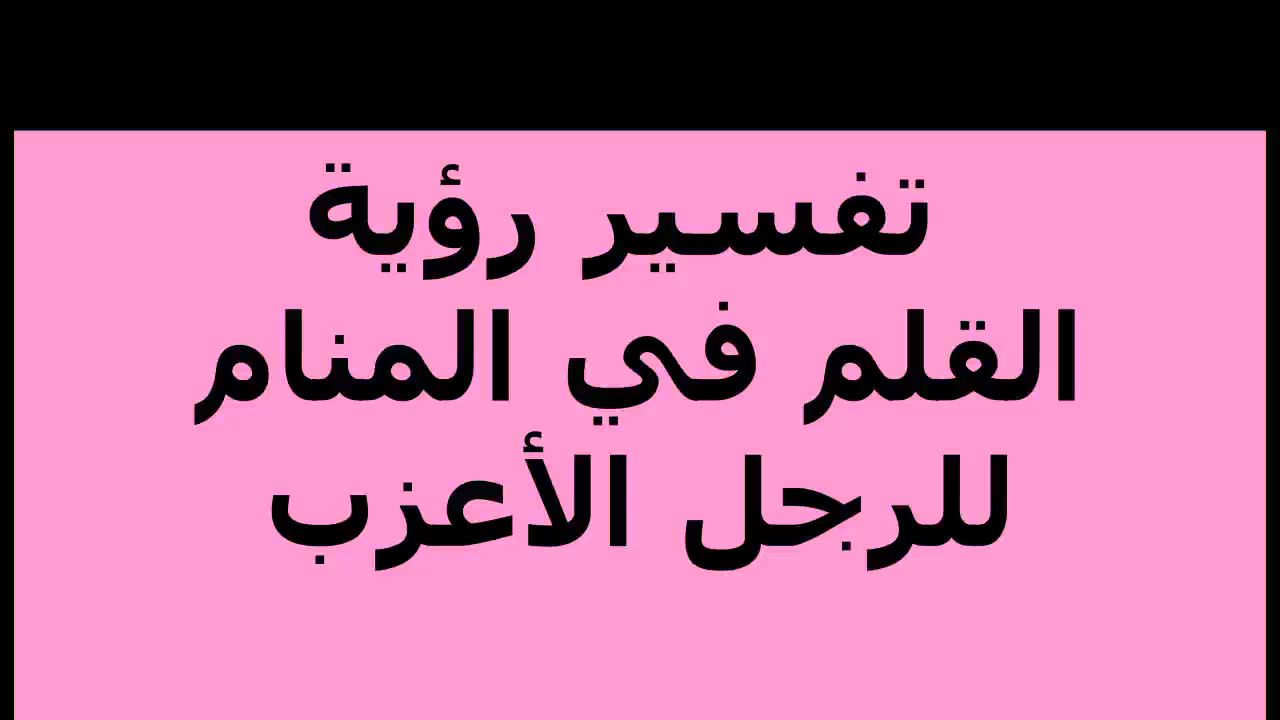 تفسير رؤية
القلم في المنام
للرجل الأعزب